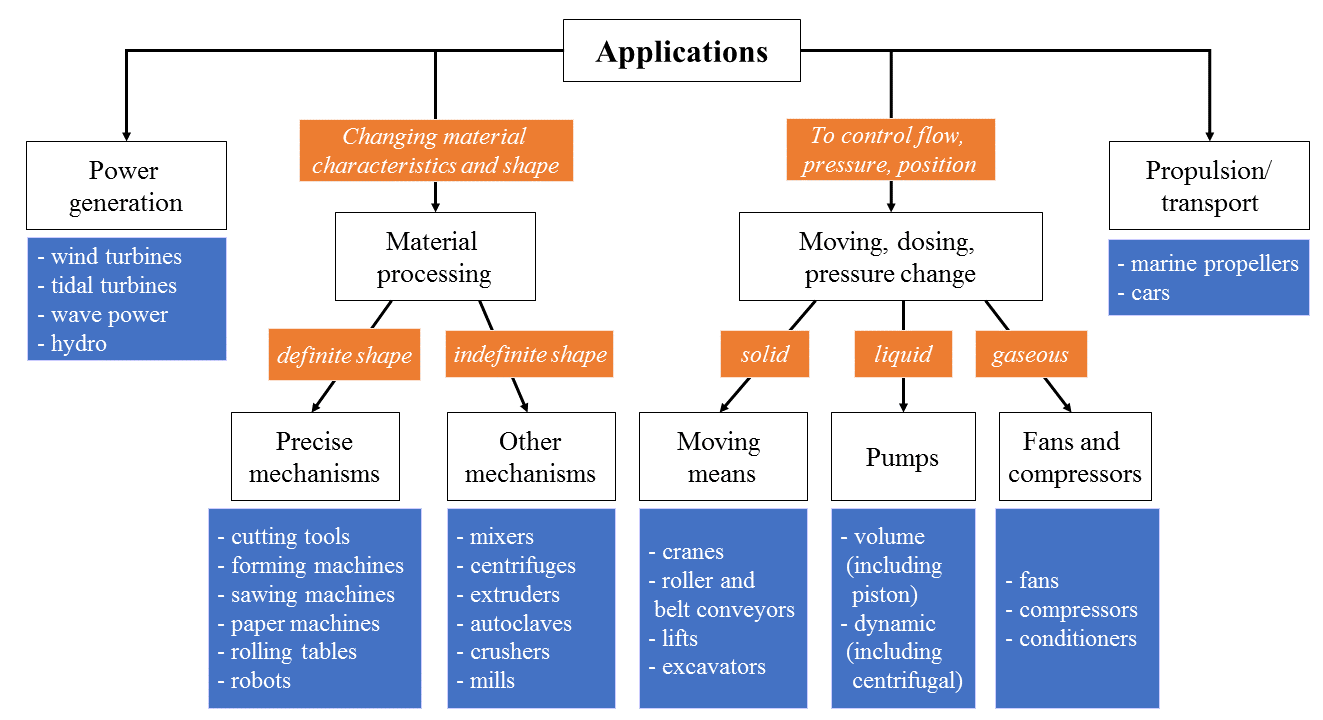 Applications
Power
generation
- wind turbines
- tidal turbines
- wave power
- hydro
Changing material
characteristics and shape
Material
processing
definite shape
indefinite shape
Precise
mechanisms
- cutting tools
- forming machines
- sawing machines
- paper machines
- rolling tables
- robots
Other
mechanisms
- mixers
- centrifuges
- extruders
- autoclaves
- crushers
- mills
To control flow,
pressure, position
Moving, dosing,
pressure change
solid
liquid
gaseous
Moving
means
- cranes
- roller and
belt conveyors
- lifts
- excavators
Pumps
- volume
(including
piston)
- dynamic
(including
centrifugal)
Fans and
compressors
- fans
- compressors
- conditioners
Propulsion/
transport
- marine propellers
- cars